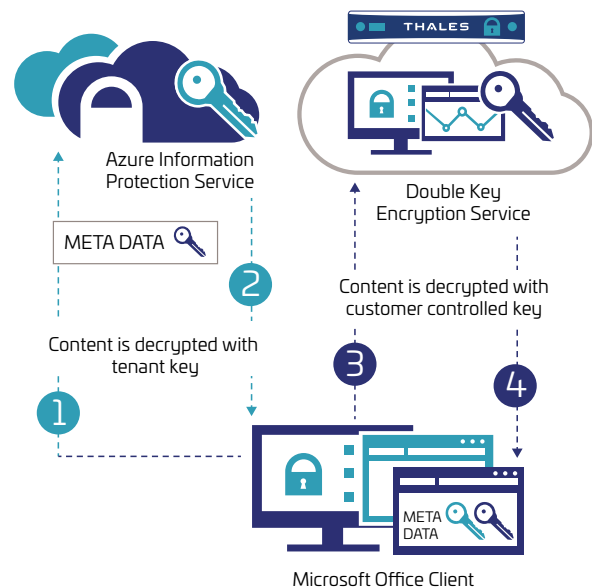 THALES
Azure Information
Protection Service
Double Key
Encryption Service
META DATA
2
Content is decrypted with
customer controlled key
Content is decrypted with
tenant key
3
4
1
META
DATA
Microsoft Office Client